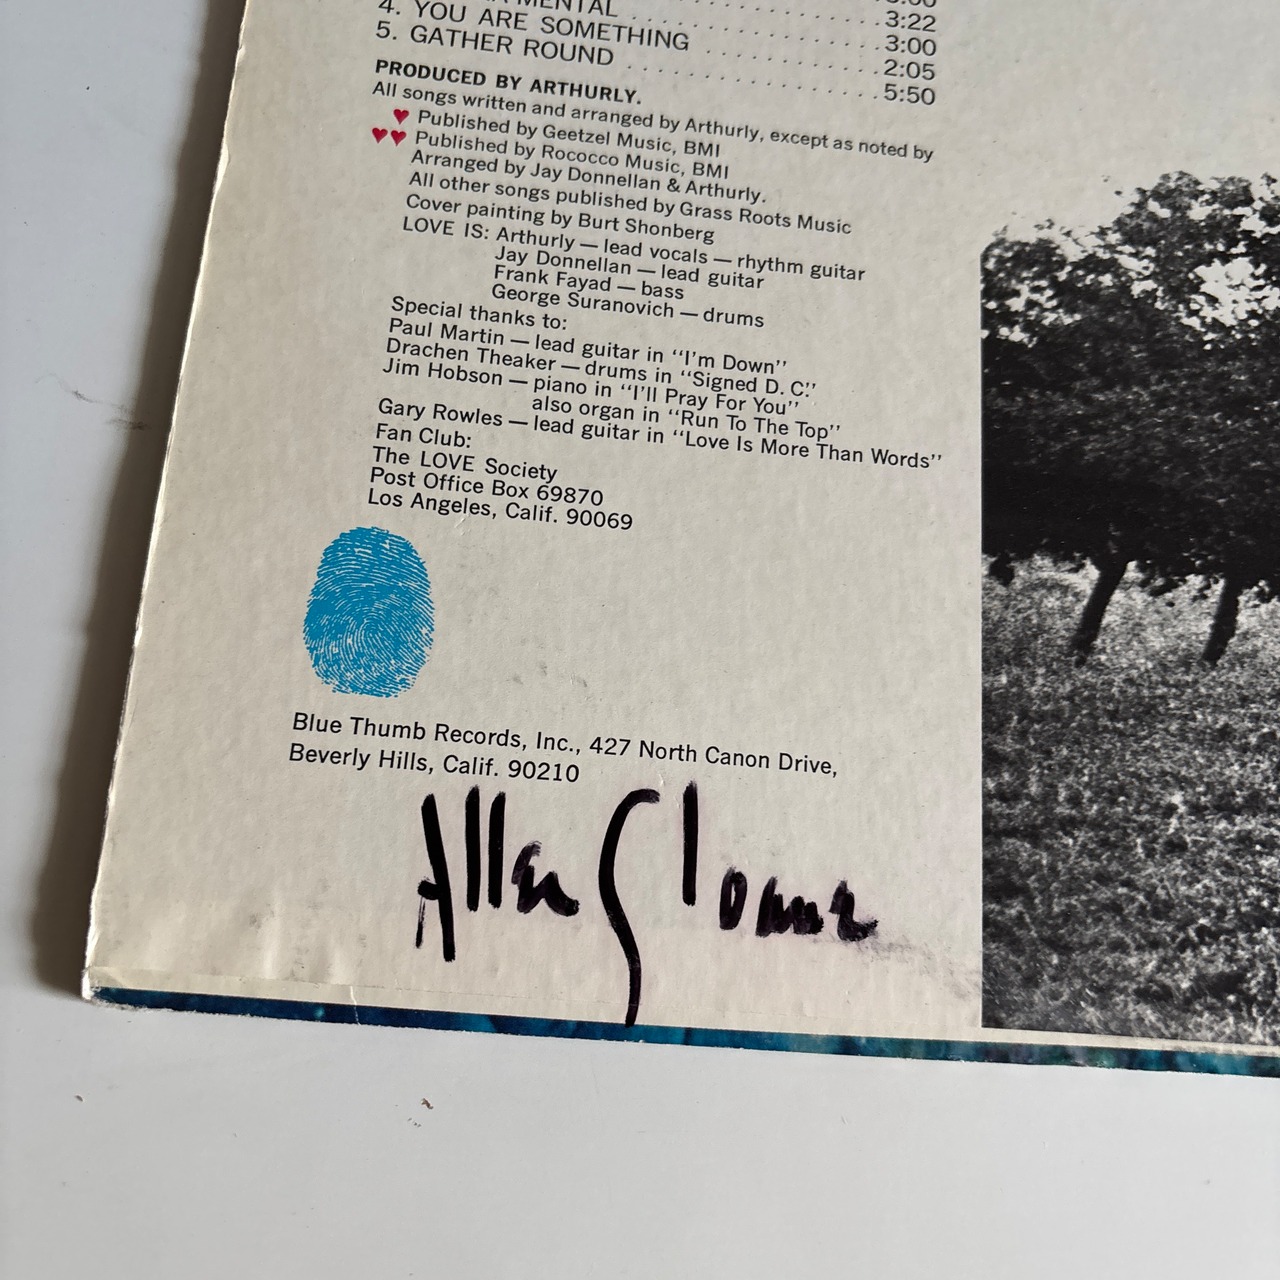 MENTAL . . . . . . . . . . . . . 3:22
4. YOU ARE SOMETHING . . . . . . . . . . 3:00
5. GATHER ROUND . . . . . . . . . . . . . 2:05
5:50
PRODUCED BY ARTHURLY.
All songs written and arranged by Arthurly, except as noted by
♥ Published by Geetzel Music, BMI
♥♥ Published by Rococco Music, BMI
Arranged by Jay Donnellan & Arthurly.
All other songs published by Grass Roots Music
Cover painting by Burt Shonberg
LOVE IS: Arthurly — lead vocals — rhythm guitar
Jay Donnellan — lead guitar
Frank Fayad — bass
George Suranovich — drums
Special thanks to:
Paul Martin — lead guitar in "I'm Down"
Drachen Theaker — drums in "Signed D. C."
Jim Hobson — piano in "I'll Pray For You"
also organ in "Run To The Top"
Gary Rowles — lead guitar in "Love Is More Than Words"
Fan Club:
The LOVE Society
Post Office Box 69870
Los Angeles, Calif. 90069
Blue Thumb Records, Inc., 427 North Canon Drive,
Beverly Hills, Calif. 90210
Allen Sloane